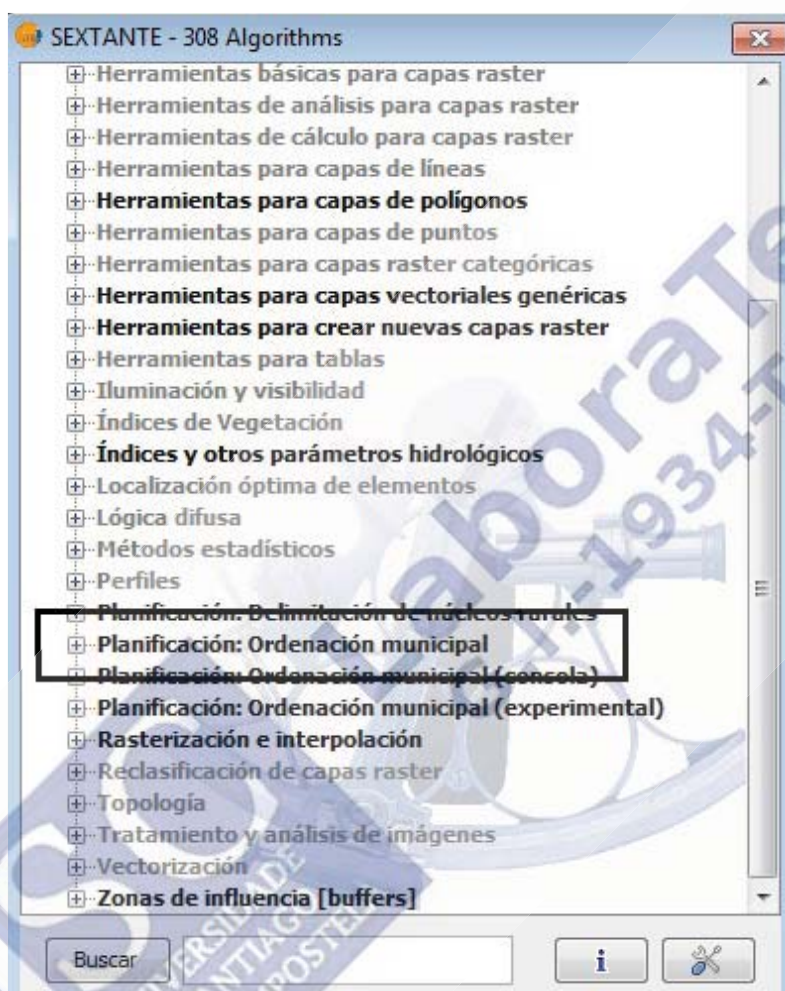 SEXTANTE - 308 Algorithms
Herramientas básicas para capas raster
Herramientas de análisis para capas raster
Herramientas de cálculo para capas raster
Herramientas para capas de líneas
Herramientas para capas de polígonos
Herramientas para capas de puntos
Herramientas para capas raster categóricas
Herramientas para capas vectoriales genéricas
Herramientas para crear nuevas capas raster
Herramientas para tablas
Iluminación y visibilidad
Índices de Vegetación
Índices y otros parámetros hidrológicos
Localización óptima de elementos
Lógica difusa
Métodos estadísticos
Perfiles
Planificación: Delimitación de núcleos rurales
Planificación: Ordenación municipal
Planificación: Ordenación municipal (consola)
Planificación: Ordenación municipal (experimental)
Rasterización e interpolación
Reclasificación de capas raster
Topología
Tratamiento y análisis de imágenes
Vectorización
Zonas de influencia [buffers]
Buscar
i